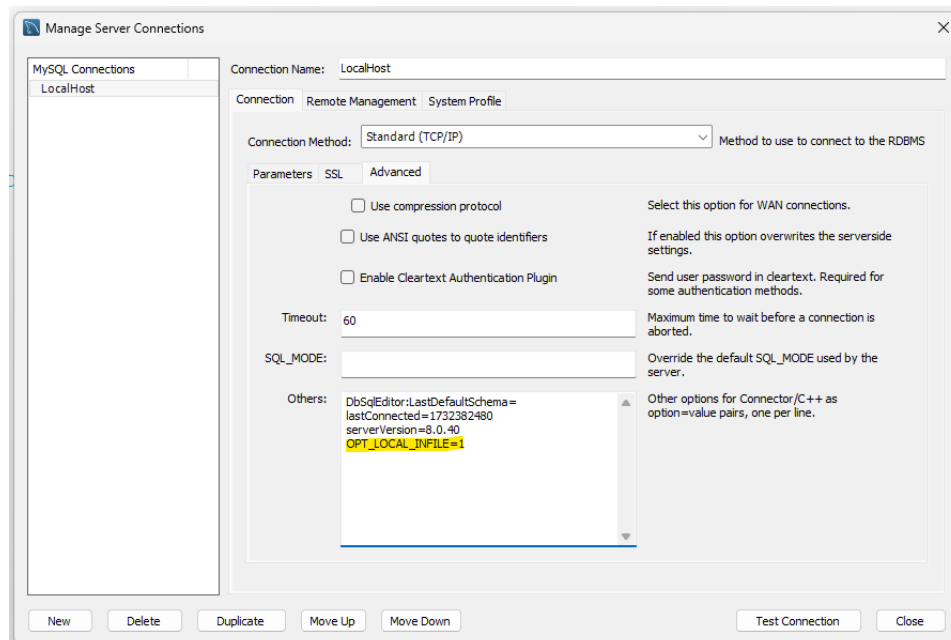 Manage Server Connections
MySQL Connections
LocalHost
Connection Name: LocalHost
Connection Remote Management System Profile
Connection Method: Standard (TCP/IP) Method to use to connect to the RDBMS
Parameters SSL Advanced
Use compression protocol Select this option for WAN connections.
Use ANSI quotes to quote identifiers If enabled this option overwrites the serverside
settings.
Enable Cleartext Authentication Plugin Send user password in cleartext. Required for
some authentication methods.
Timeout: 60 Maximum time to wait before a connection is
aborted.
SQL_MODE: Override the default SQL_MODE used by the
server.
Others: DbSqlEditor:LastDefaultSchema= Other options for Connector/C++ as
lastConnected=1732382480 option=value pairs, one per line.
serverVersion=8.0.40
OPT_LOCAL_INFILE=1
New Delete Duplicate Move Up Move Down Test Connection Close